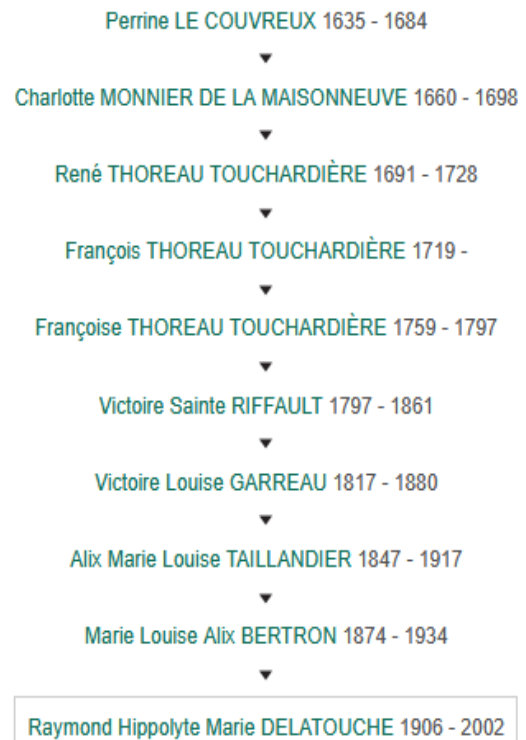 Perrine LE COUVREUX 1635 - 1684
Charlotte MONNIER DE LA MAISONNEUVE 1660 - 1698
René THOREAU TOUCHARDIÈRE 1691 - 1728
François THOREAU TOUCHARDIÈRE 1719 -
Françoise THOREAU TOUCHARDIÈRE 1759 - 1797
Victoire Sainte RIFFAULT 1797 - 1861
Victoire Louise GARREAU 1817 - 1880
Alix Marie Louise TAILLANDIER 1847 - 1917
Marie Louise Alix BERTRON 1874 - 1934
Raymond Hippolyte Marie DELATOUCHE 1906 - 2002